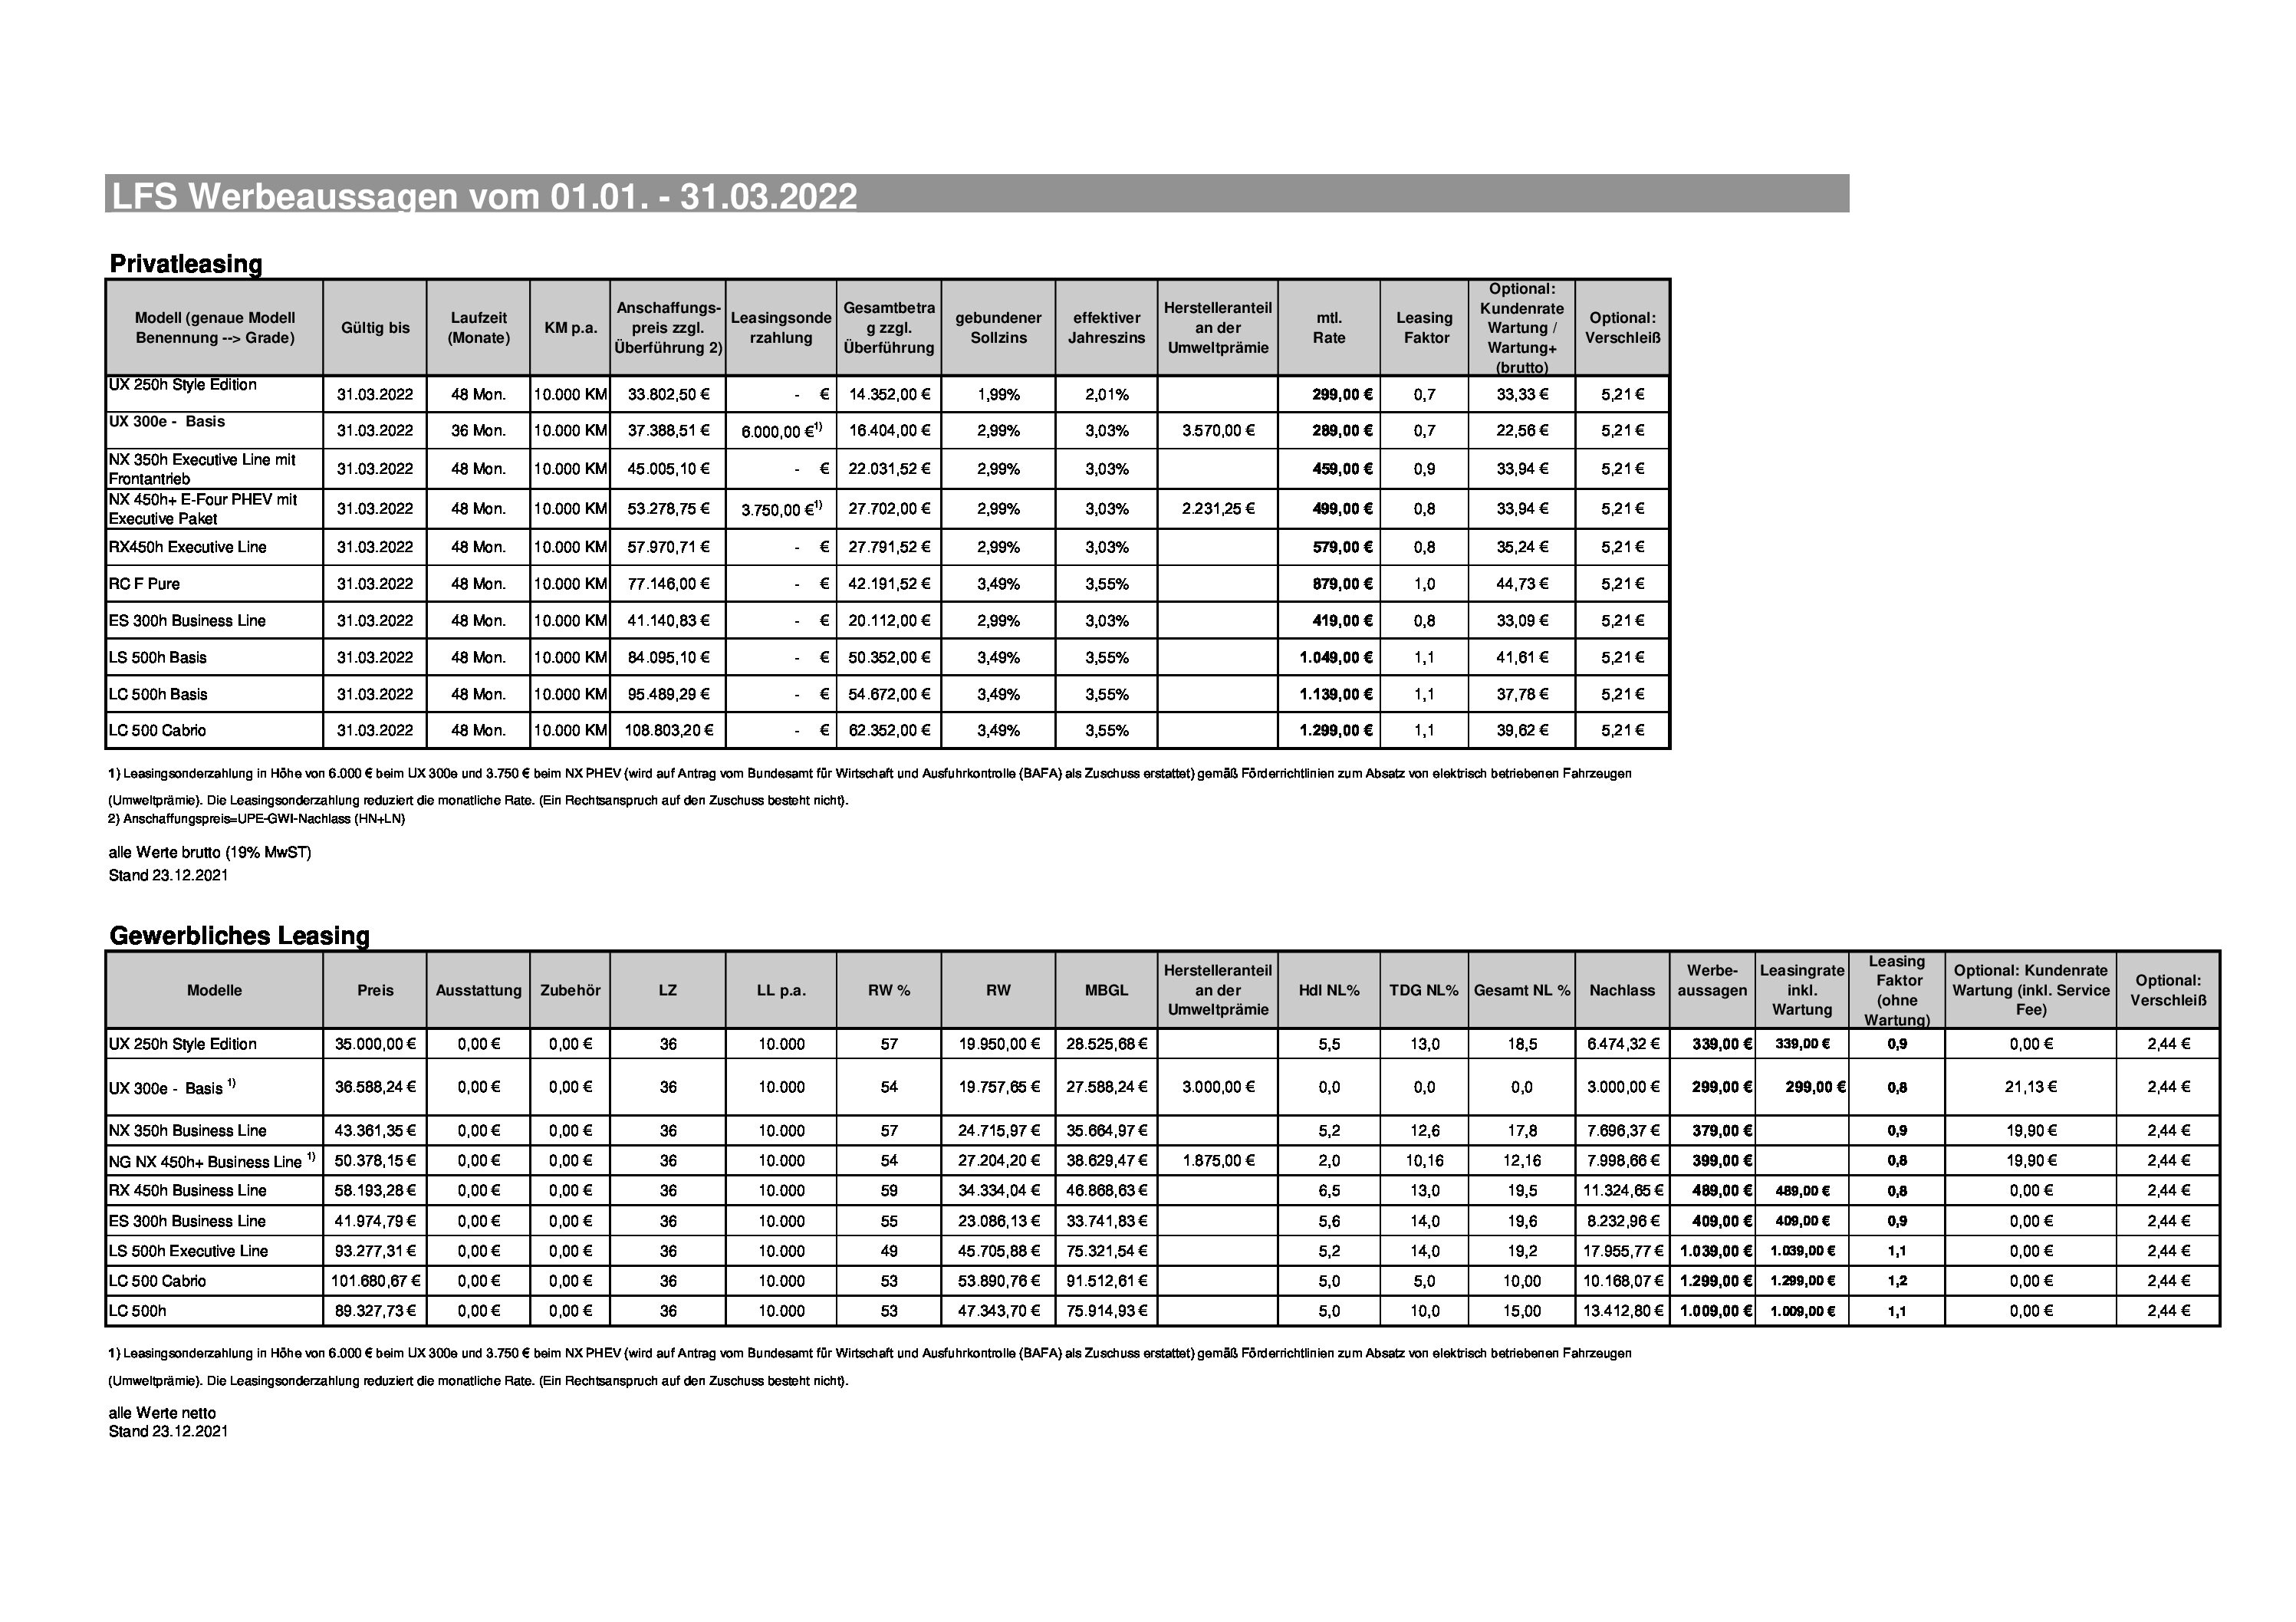 LFS Werbeaussagen vom 01.01. - 31.03.2022
Privatleasing
Modell (genaue Modell Benennung --> Grade) Gültig bis Laufzeit (Monate) KM p.a. Anschaffungs-preis zzgl. Überführung 2) Leasingsonde rzahlung Gesamtbetra g zzgl. Überführung gebundener Sollzins effektiver Jahreszins Herstelleranteil an der Umweltprämie mtl. Rate Leasing Faktor Optional: Kundenrate Wartung / Wartung+ (brutto) Optional: Verschleiß
UX 250h Style Edition 31.03.2022 48 Mon. 10.000 KM 33.802,50 € - € 14.352,00 € 1,99% 2,01% 299,00 € 0,7 33,33 € 5,21 €
UX 300e - Basis 31.03.2022 36 Mon. 10.000 KM 37.388,51 € 6.000,00 €1) 16.404,00 € 2,99% 3,03% 3.570,00 € 289,00 € 0,7 22,56 € 5,21 €
NX 350h Executive Line mit Frontantrieb 31.03.2022 48 Mon. 10.000 KM 45.005,10 € - € 22.031,52 € 2,99% 3,03% 459,00 € 0,9 33,94 € 5,21 €
NX 450h+ E-Four PHEV mit Executive Paket 31.03.2022 48 Mon. 10.000 KM 53.278,75 € 3.750,00 €1) 27.702,00 € 2,99% 3,03% 2.231,25 € 499,00 € 0,8 33,94 € 5,21 €
RX450h Executive Line 31.03.2022 48 Mon. 10.000 KM 57.970,71 € - € 27.791,52 € 2,99% 3,03% 579,00 € 0,8 35,24 € 5,21 €
RC F Pure 31.03.2022 48 Mon. 10.000 KM 77.146,00 € - € 42.191,52 € 3,49% 3,55% 879,00 € 1,0 44,73 € 5,21 €
ES 300h Business Line 31.03.2022 48 Mon. 10.000 KM 41.140,83 € - € 20.112,00 € 2,99% 3,03% 419,00 € 0,8 33,09 € 5,21 €
LS 500h Basis 31.03.2022 48 Mon. 10.000 KM 84.095,10 € - € 50.352,00 € 3,49% 3,55% 1.049,00 € 1,1 41,61 € 5,21 €
LC 500h Basis 31.03.2022 48 Mon. 10.000 KM 95.489,29 € - € 54.672,00 € 3,49% 3,55% 1.139,00 € 1,1 37,78 € 5,21 €
LC 500 Cabrio 31.03.2022 48 Mon. 10.000 KM 108.803,20 € - € 62.352,00 € 3,49% 3,55% 1.299,00 € 1,1 39,62 € 5,21 €
1) Leasingsonderzahlung in Höhe von 6.000 € beim UX 300e und 3.750 € beim NX PHEV (wird auf Antrag vom Bundesamt für Wirtschaft und Ausfuhrkontrolle (BAFA) als Zuschuss erstattet) gemäß Förderrichtlinien zum Absatz von elektrisch betriebenen Fahrzeugen
(Umweltprämie). Die Leasingsonderzahlung reduziert die monatliche Rate. (Ein Rechtsanspruch auf den Zuschuss besteht nicht).
2) Anschaffungspreis=UPE-GWI-Nachlass (HN+LN)
alle Werte brutto (19% MwST)
Stand 23.12.2021
Gewerbliches Leasing
Modelle Preis Ausstattung Zubehör LZ LL p.a. RW % RW MBGL Herstelleranteil an der Umweltprämie Hdl NL% TDG NL% Gesamt NL % Nachlass Werbe-aussagen Leasingrate inkl. Wartung Leasing Faktor (ohne Wartung) Optional: Kundenrate Wartung (inkl. Service Fee) Optional: Verschleiß
UX 250h Style Edition 35.000,00 € 0,00 € 0,00 € 36 10.000 57 19.950,00 € 28.525,68 € 5,5 13,0 18,5 6.474,32 € 339,00 € 339,00 € 0,9 0,00 € 2,44 €
UX 300e - Basis 1) 36.588,24 € 0,00 € 0,00 € 36 10.000 54 19.757,65 € 27.588,24 € 3.000,00 € 0,0 0,0 0,0 3.000,00 € 299,00 € 299,00 € 0,8 21,13 € 2,44 €
NX 350h Business Line 43.361,35 € 0,00 € 0,00 € 36 10.000 57 24.715,97 € 35.664,97 € 5,2 12,6 17,8 7.696,37 € 379,00 € 0,9 19,90 € 2,44 €
NG NX 450h+ Business Line 1) 50.378,15 € 0,00 € 0,00 € 36 10.000 54 27.204,20 € 38.629,47 € 1.875,00 € 2,0 10,16 12,16 7.998,66 € 399,00 € 0,8 19,90 € 2,44 €
RX 450h Business Line 58.193,28 € 0,00 € 0,00 € 36 10.000 59 34.334,04 € 46.868,63 € 6,5 13,0 19,5 11.324,65 € 489,00 € 489,00 € 0,8 0,00 € 2,44 €
ES 300h Business Line 41.974,79 € 0,00 € 0,00 € 36 10.000 55 23.086,13 € 33.741,83 € 5,6 14,0 19,6 8.232,96 € 409,00 € 409,00 € 0,9 0,00 € 2,44 €
LS 500h Executive Line 93.277,31 € 0,00 € 0,00 € 36 10.000 49 45.705,88 € 75.321,54 € 5,2 14,0 19,2 17.955,77 € 1.039,00 € 1.039,00 € 1,1 0,00 € 2,44 €
LC 500 Cabrio 101.680,67 € 0,00 € 0,00 € 36 10.000 53 53.890,76 € 91.512,61 € 5,0 5,0 10,00 10.168,07 € 1.299,00 € 1.299,00 € 1,2 0,00 € 2,44 €
LC 500h 89.327,73 € 0,00 € 0,00 € 36 10.000 53 47.343,70 € 75.914,93 € 5,0 10,0 15,00 13.412,80 € 1.009,00 € 1.009,00 € 1,1 0,00 € 2,44 €
1) Leasingsonderzahlung in Höhe von 6.000 € beim UX 300e und 3.750 € beim NX PHEV (wird auf Antrag vom Bundesamt für Wirtschaft und Ausfuhrkontrolle (BAFA) als Zuschuss erstattet) gemäß Förderrichtlinien zum Absatz von elektrisch betriebenen Fahrzeugen
(Umweltprämie). Die Leasingsonderzahlung reduziert die monatliche Rate. (Ein Rechtsanspruch auf den Zuschuss besteht nicht).
alle Werte netto
Stand 23.12.2021